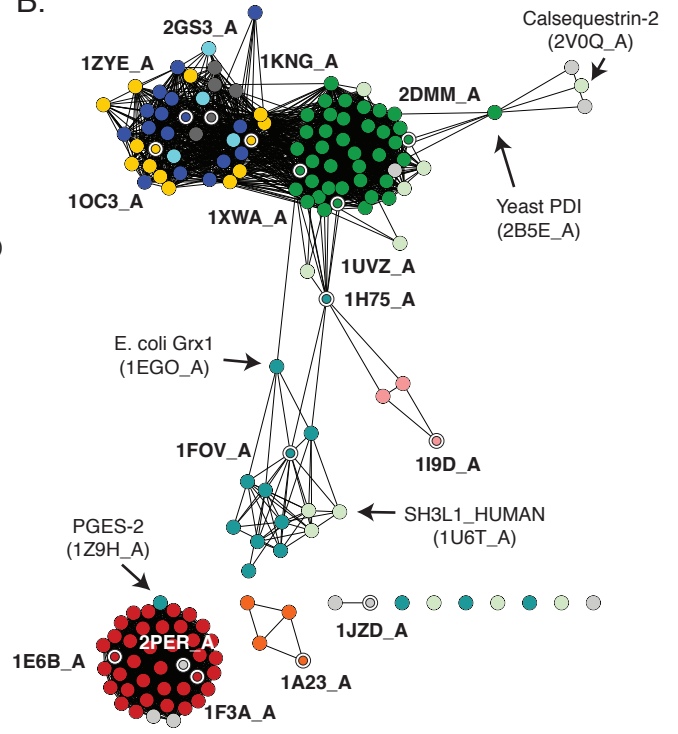 B.
2GS3_A
Calsequestrin-2
(2V0Q_A)
1ZYE_A
1KNG_A
2DMM_A
1OC3_A
1XWA_A
Yeast PDI
(2B5E_A)
1UVZ_A
1H75_A
E. coli Grx1
(1EGO_A)
1FOV_A
1I9D_A
SH3L1_HUMAN
(1U6T_A)
PGES-2
(1Z9H_A)
2PER_A
1JZD_A
1E6B_A
1A23_A
1F3A_A